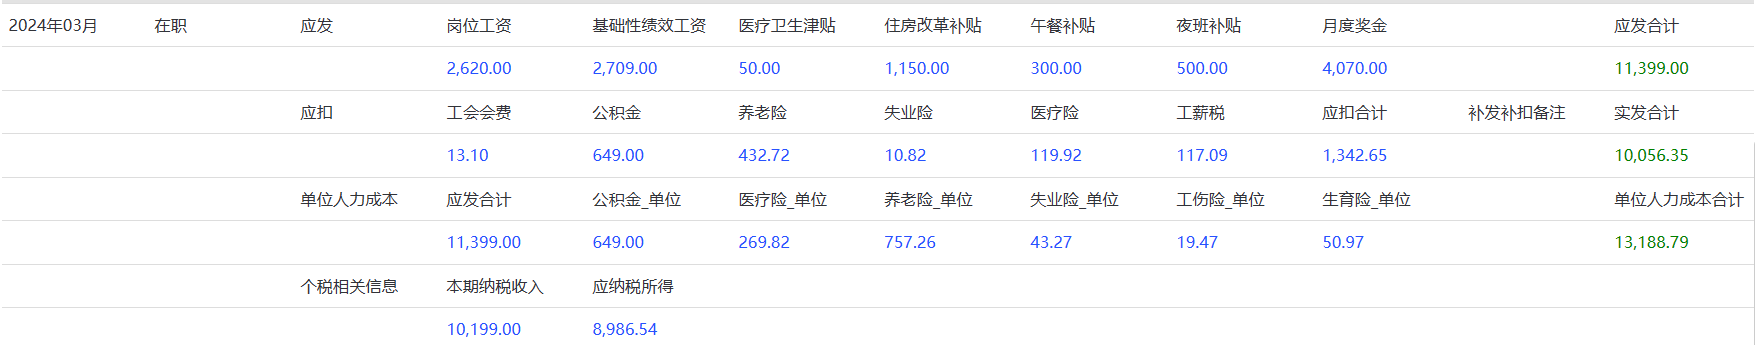 2024年03月 在职 应发 岗位工资 基础性绩效工资 医疗卫生津贴 住房改革补贴 午餐补贴 夜班补贴 月度奖金 应发合计
2,620.00 2,709.00 50.00 1,150.00 300.00 500.00 4,070.00 11,399.00
应扣 工会会费 公积金 养老险 失业险 医疗险 工薪税 应扣合计 补发补扣备注 实发合计
13.10 649.00 432.72 10.82 119.92 117.09 1,342.65 10,056.35
单位人力成本 应发合计 公积金_单位 医疗险_单位 养老险_单位 失业险_单位 工伤险_单位 生育险_单位 单位人力成本合计
11,399.00 649.00 269.82 757.26 43.27 19.47 50.97 13,188.79
个税相关信息 本期纳税收入 应纳税所得
10,199.00 8,986.54